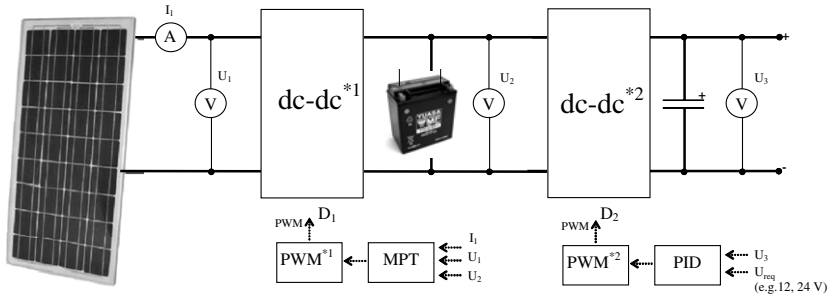 I₁
A
U₁
V
dc-dc*1
YUASA
U₂
V
dc-dc*2
+
U₃
V
+
-
PWM
D₁
PWM*1
MPT
I₁
U₁
U₂
PWM
D₂
PWM*2
PID
U₃
Ureq
(e.g.12, 24 V)